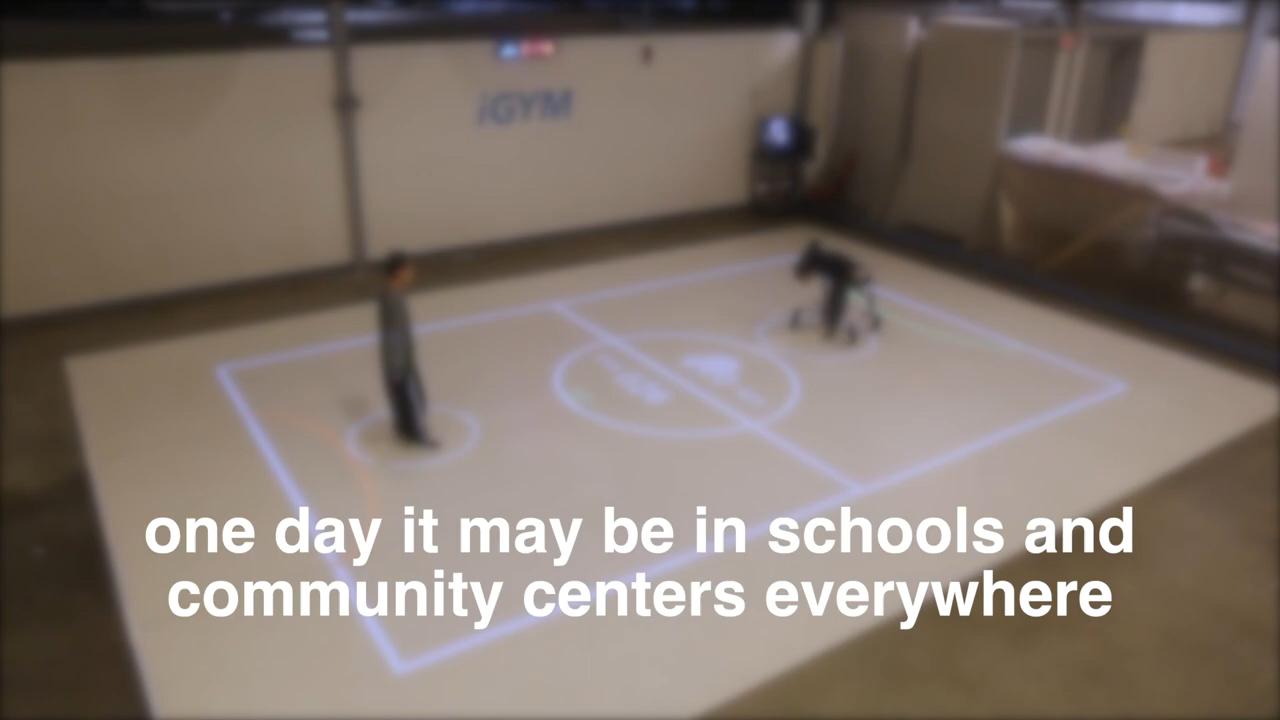 iGYM
one day it may be in schools and
community centers everywhere